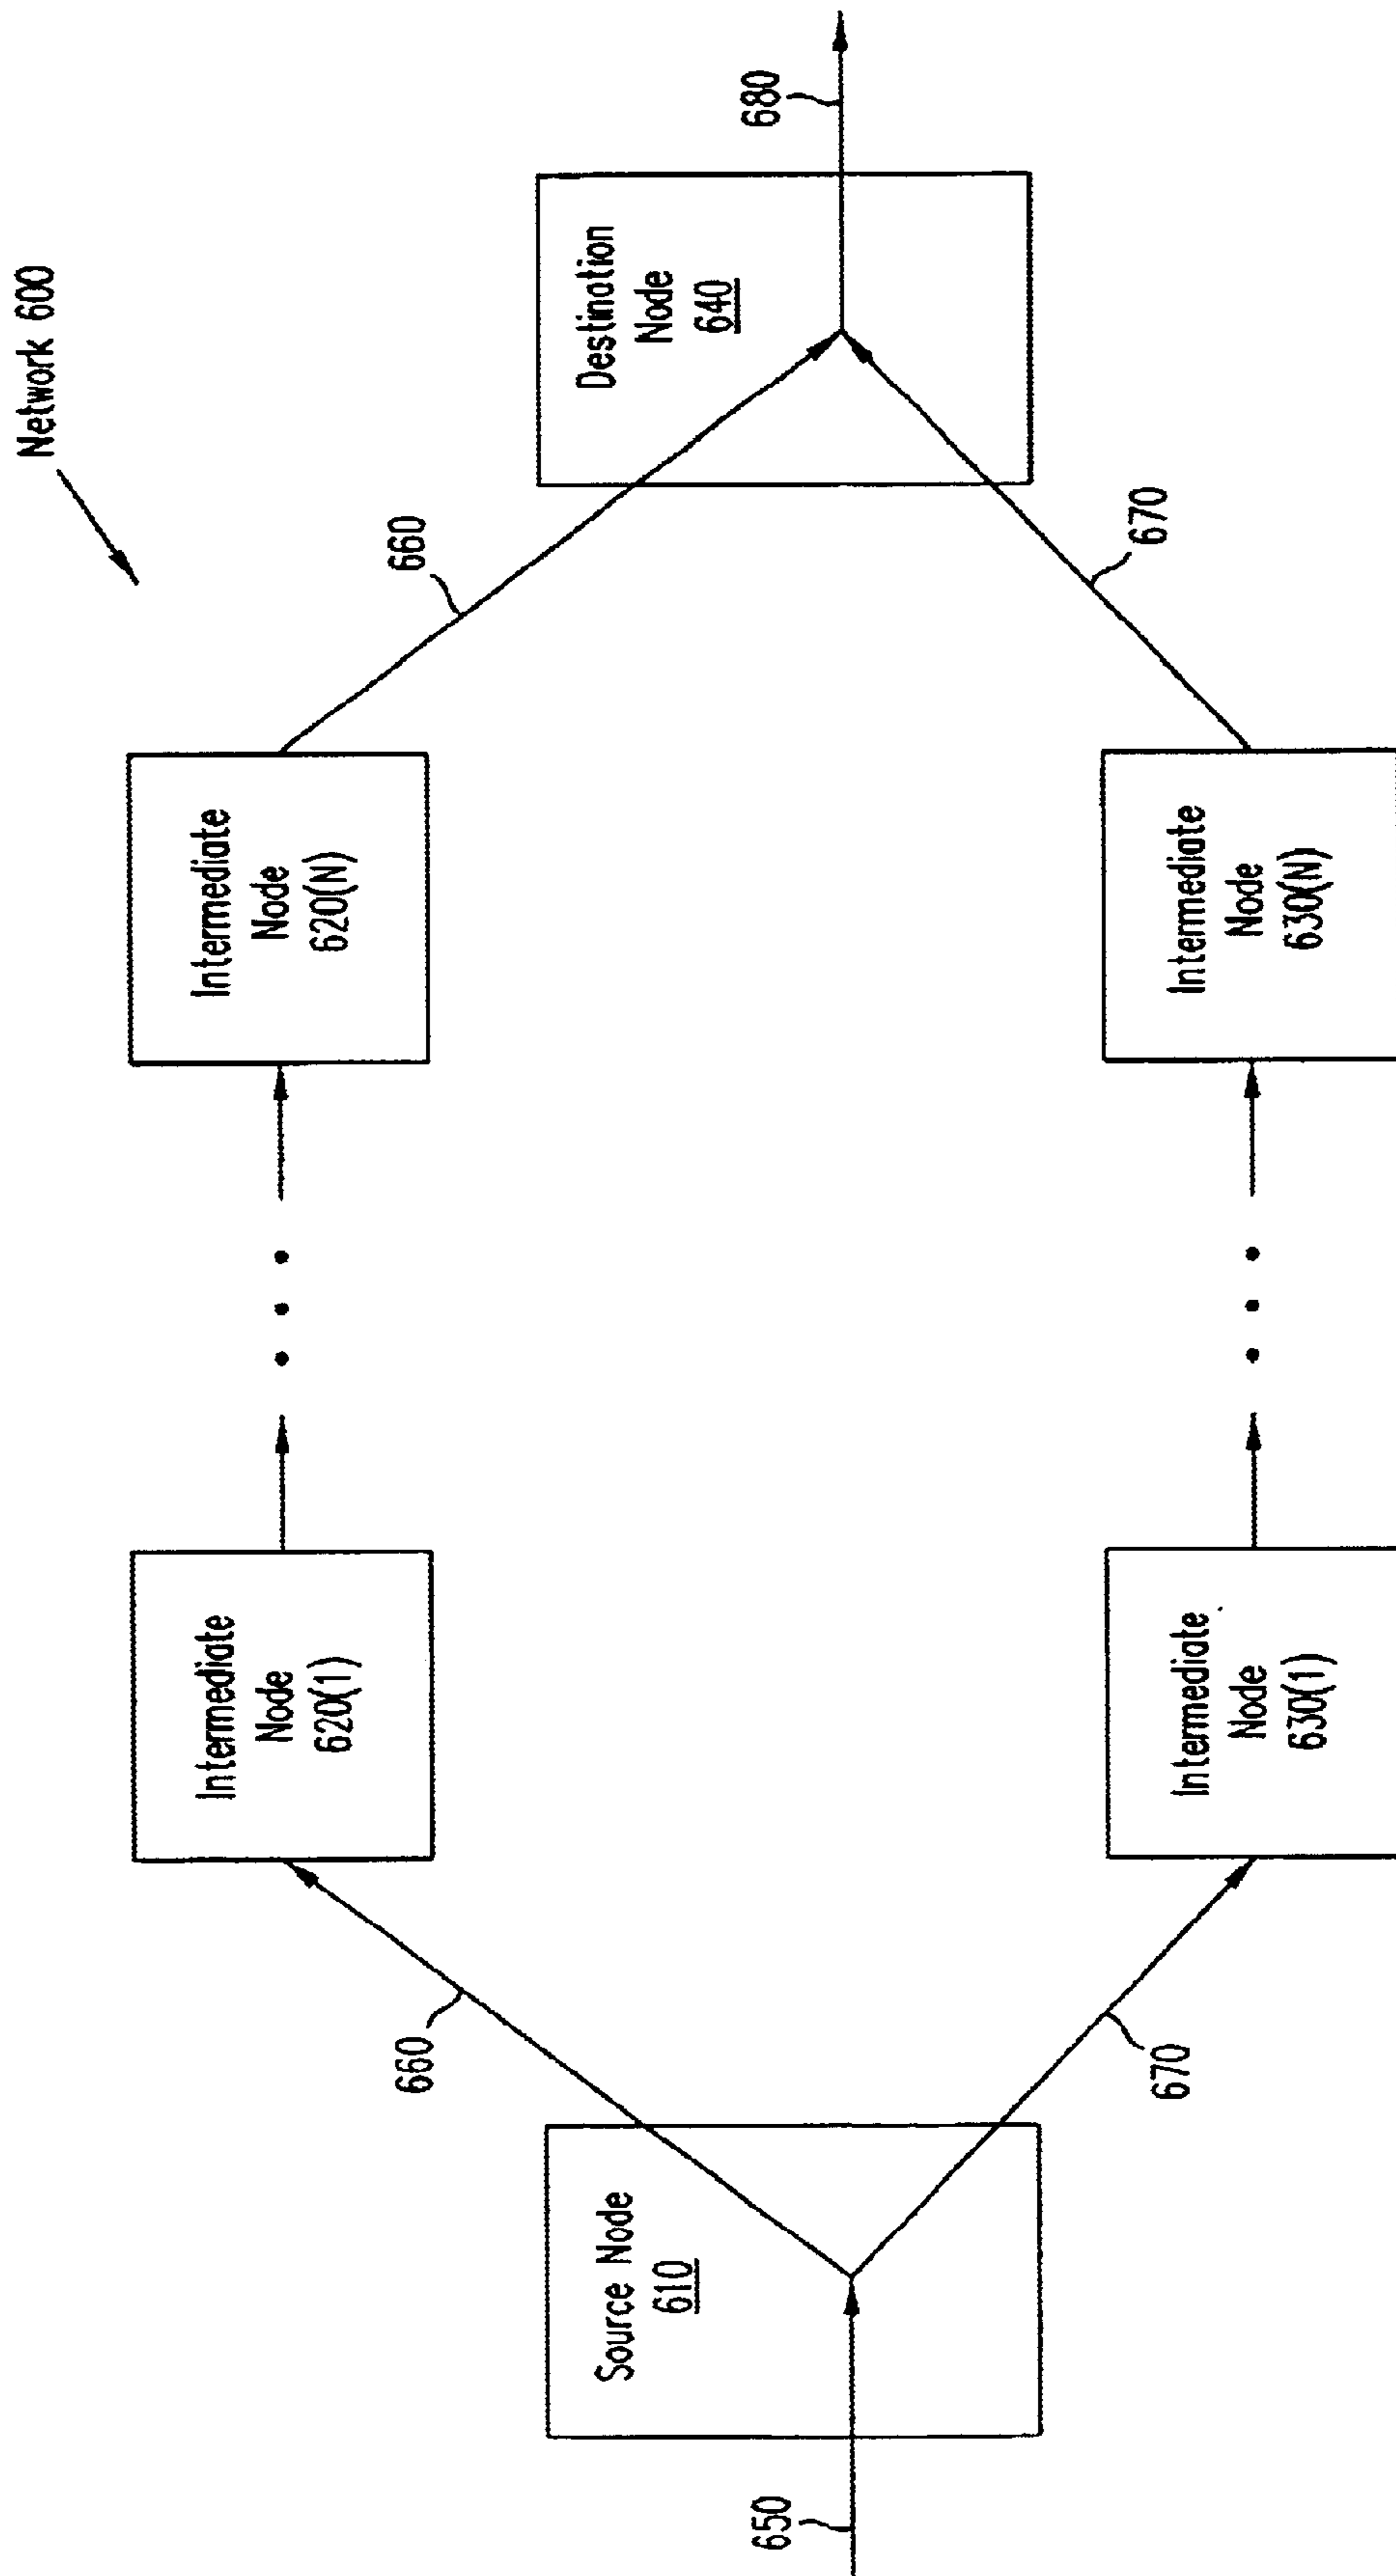 Network 600
650
Source Node
610
660
670
Intermediate
Node
620(1)
Intermediate
Node
630(1)
Intermediate
Node
620(N)
Intermediate
Node
630(N)
660
670
Destination
Node
640
680